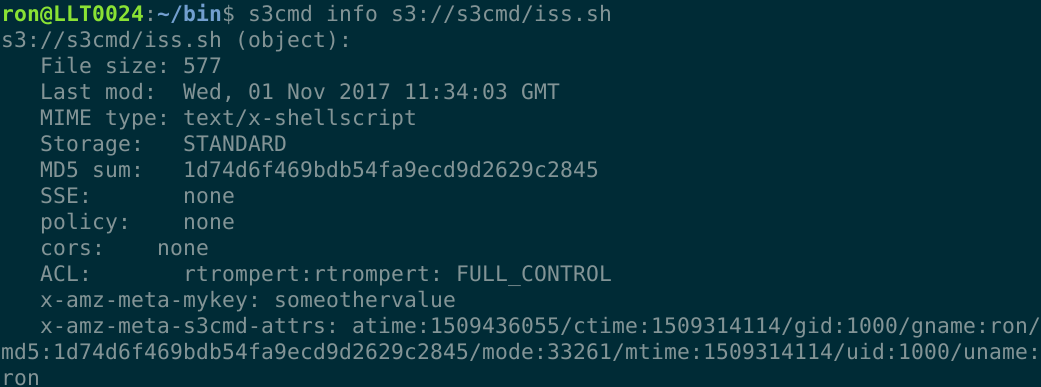 ron@LLT0024:~/bin$ s3cmd info s3://s3cmd/iss.sh
s3://s3cmd/iss.sh (object):
   File size: 577
   Last mod:  Wed, 01 Nov 2017 11:34:03 GMT
   MIME type: text/x-shellscript
   Storage:   STANDARD
   MD5 sum:   1d74d6f469bdb54fa9ecd9d2629c2845
   SSE:       none
   policy:    none
   cors:    none
   ACL:       rtrompert:rtrompert: FULL_CONTROL
   x-amz-meta-mykey: someothervalue
   x-amz-meta-s3cmd-attrs: atime:1509436055/ctime:1509314114/gid:1000/gname:ron/
md5:1d74d6f469bdb54fa9ecd9d2629c2845/mode:33261/mtime:1509314114/uid:1000/uname:
ron